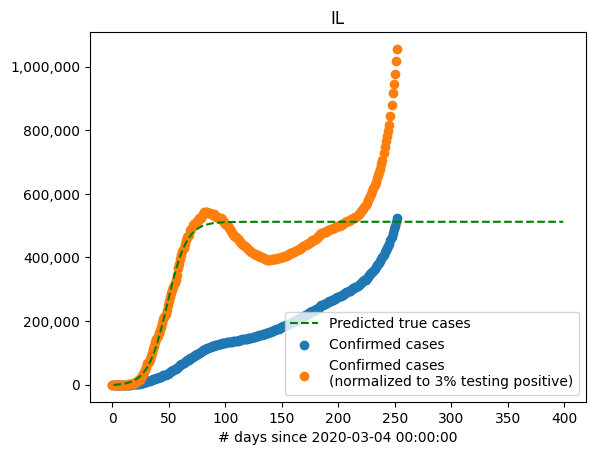 IL
1,000,000
800,000
600,000
400,000
200,000
0
Predicted true cases
Confirmed cases
Confirmed cases
(normalized to 3% testing positive)
0 50 100 150 200 250 300 350 400
# days since 2020-03-04 00:00:00